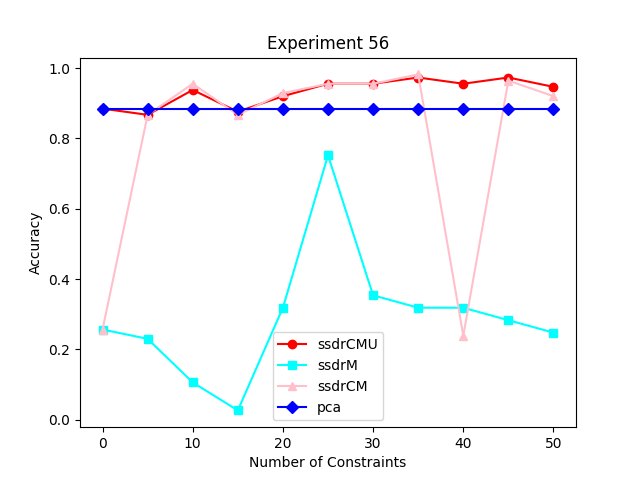 Experiment 56
1.0
0.8
0.6
0.4
0.2
0.0
Accuracy
ssdrCMU
ssdrM
ssdrCM
pca
0 10 20 30 40 50
Number of Constraints